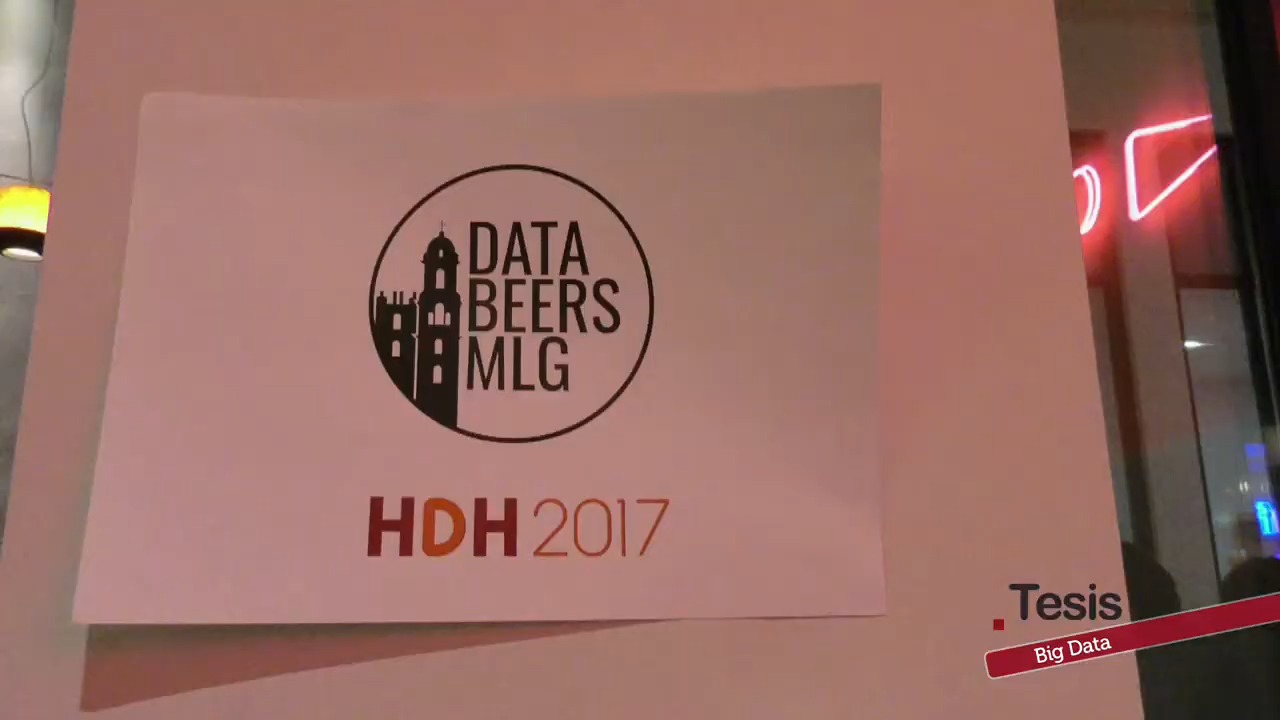 DATA
BEERS
MLG
HDH 2017
.Tesis
Big Data